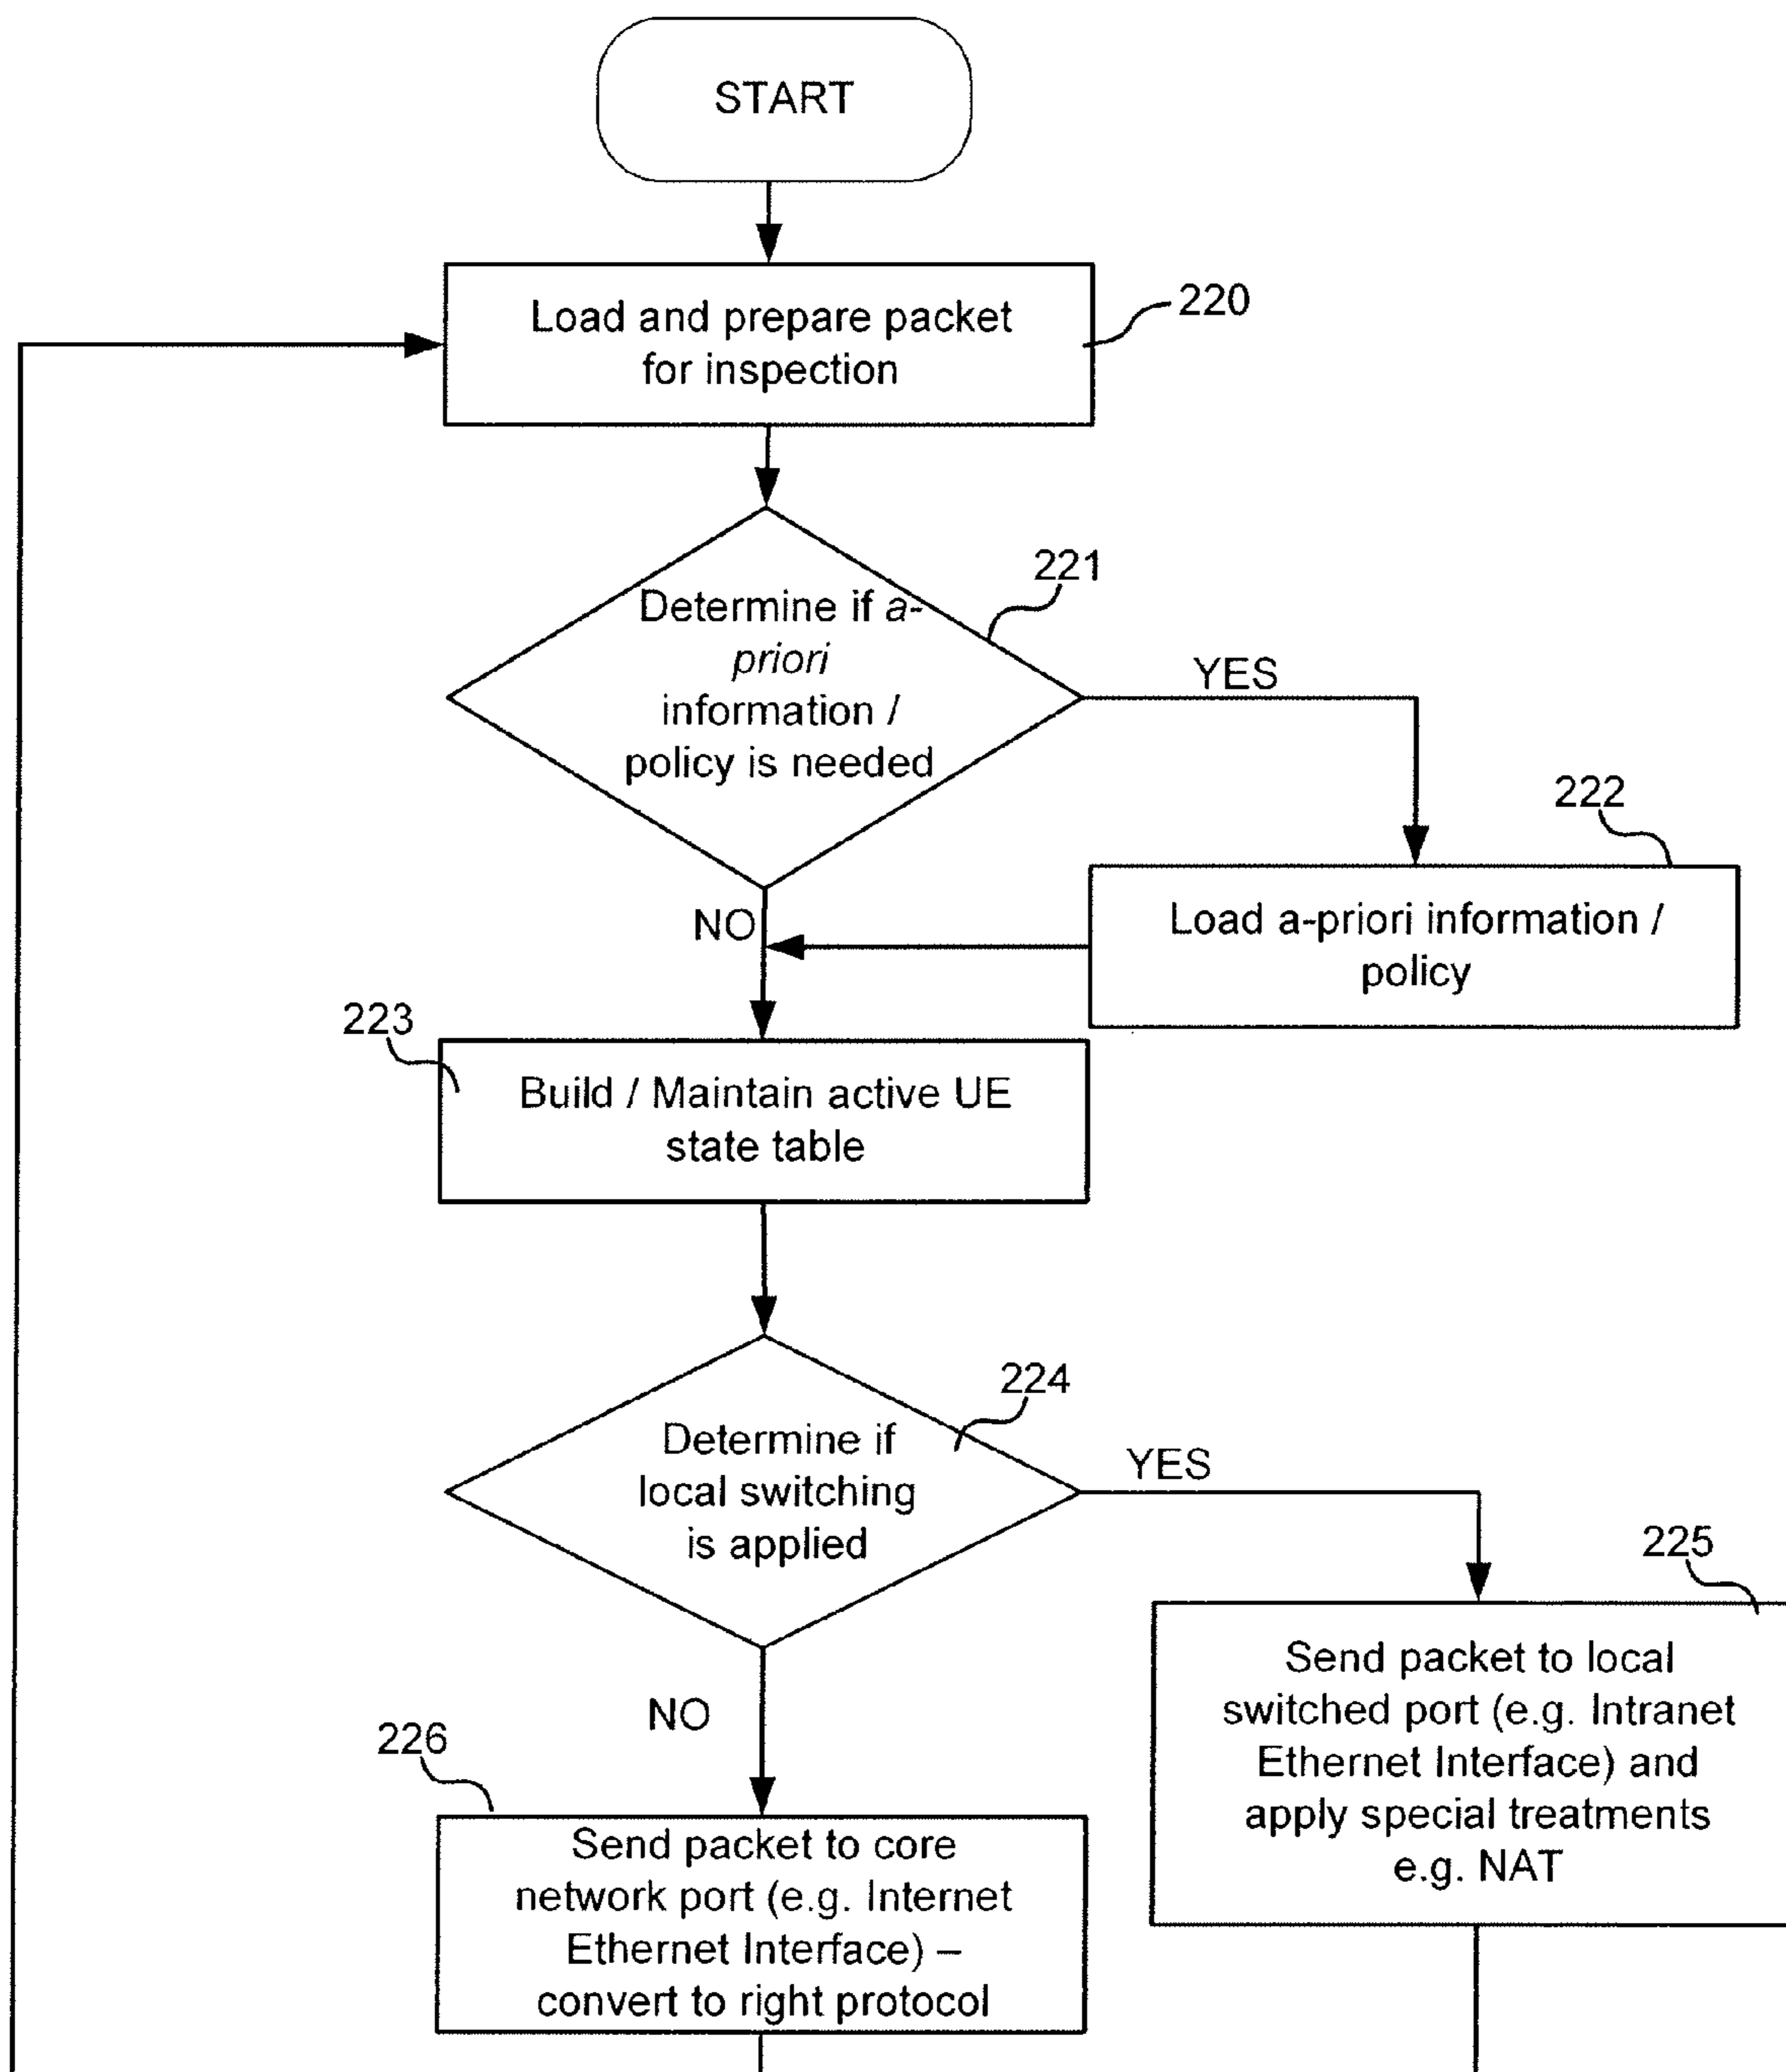 START
Load and prepare packet
for inspection
220
221
Determine if a-
priori
information /
policy is needed
YES
222
Load a-priori information /
policy
NO
223
Build / Maintain active UE
state table
224
Determine if
local switching
is applied
YES
225
Send packet to local
switched port (e.g. Intranet
Ethernet Interface) and
apply special treatments
e.g. NAT
NO
226
Send packet to core
network port (e.g. Internet
Ethernet Interface) –
convert to right protocol